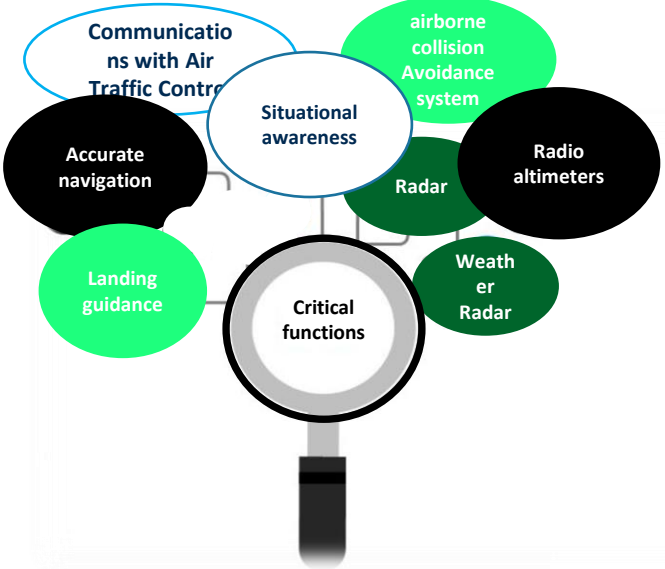 Communicatio
ns with Air
Traffic Contro
airborne
collision
Avoidance
system
Situational
awareness
Accurate
navigation
Radar
Radio
altimeters
Landing
guidance
Weath
er
Radar
Critical
functions